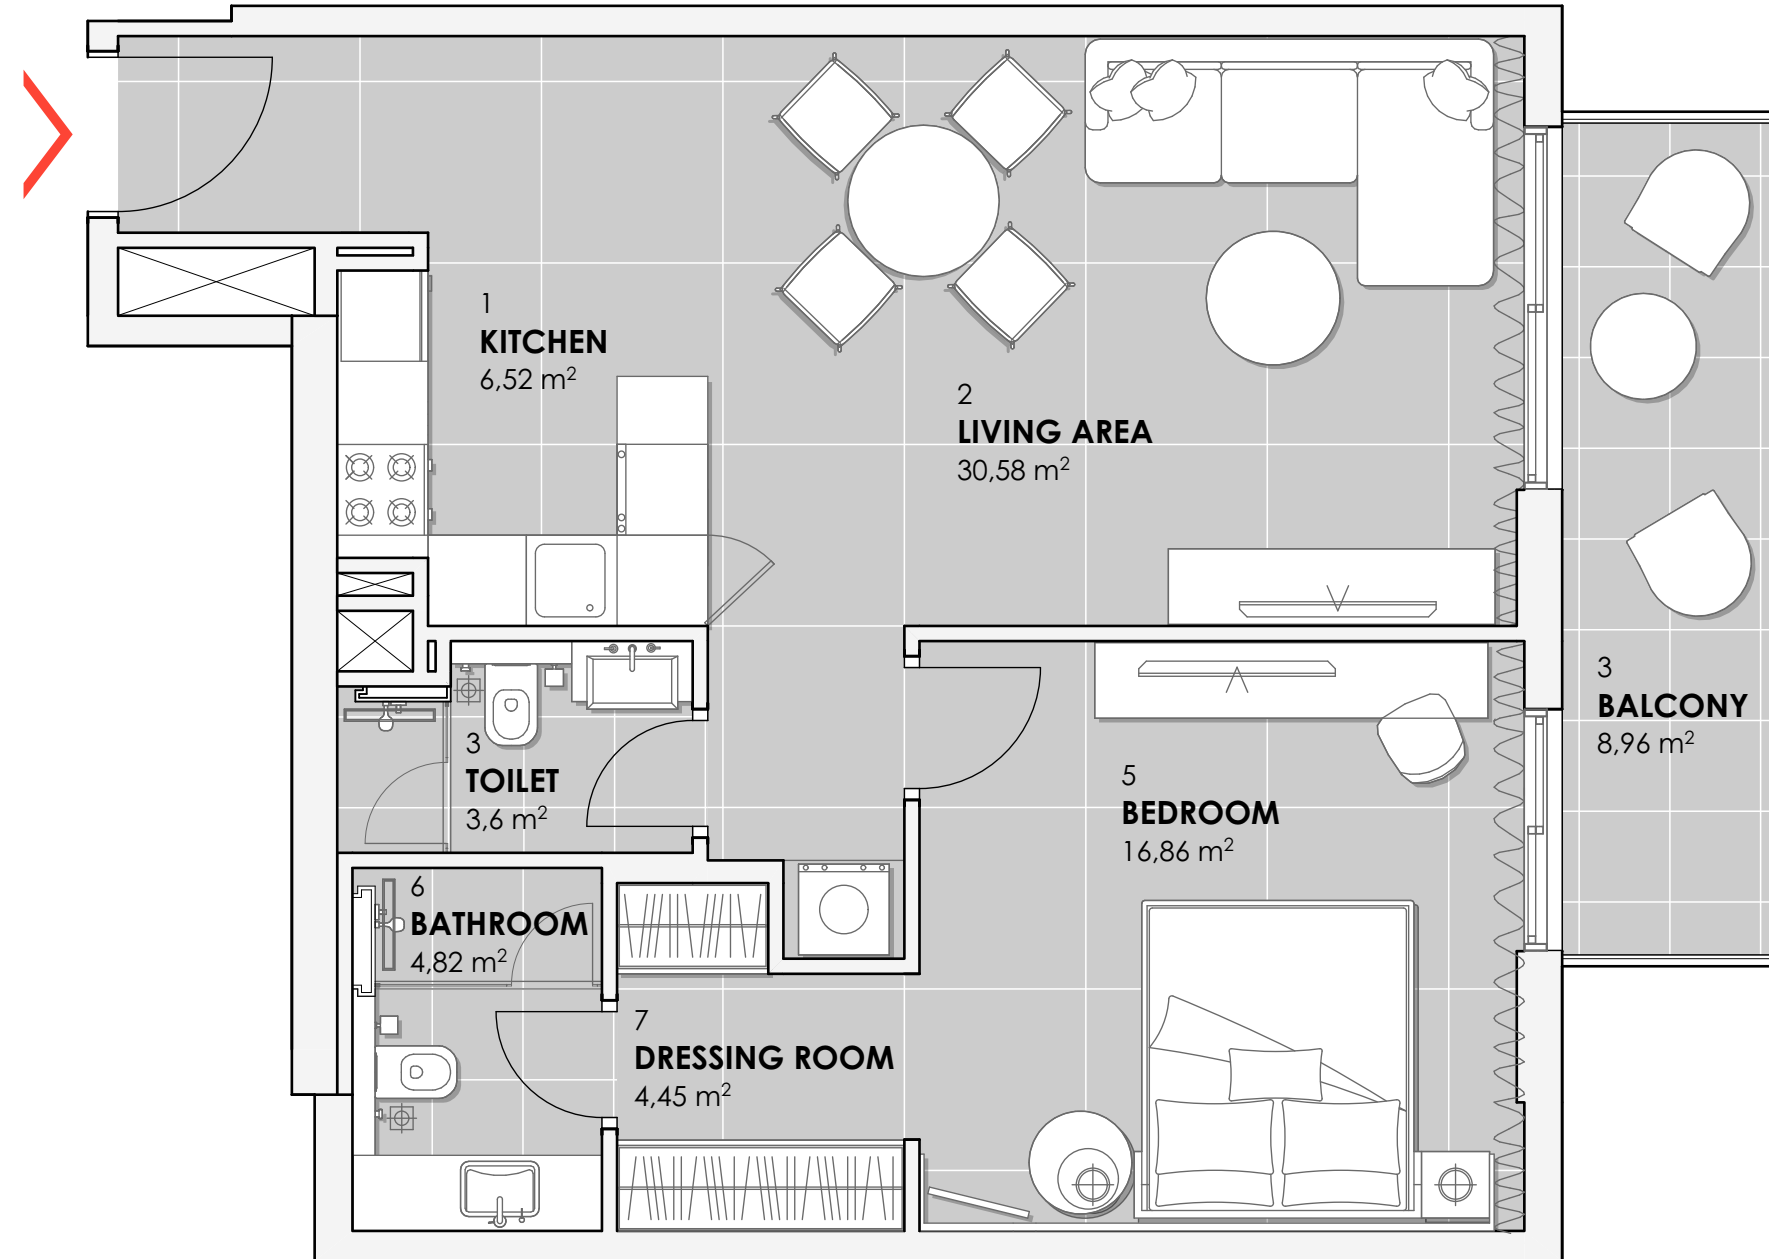 1
KITCHEN
6,52 m²
2
LIVING AREA
30,58 m²
3
BALCONY
8,96 m²
3
TOILET
3,6 m²
5
BEDROOM
16,86 m²
6
BATHROOM
4,82 m²
7
DRESSING ROOM
4,45 m²